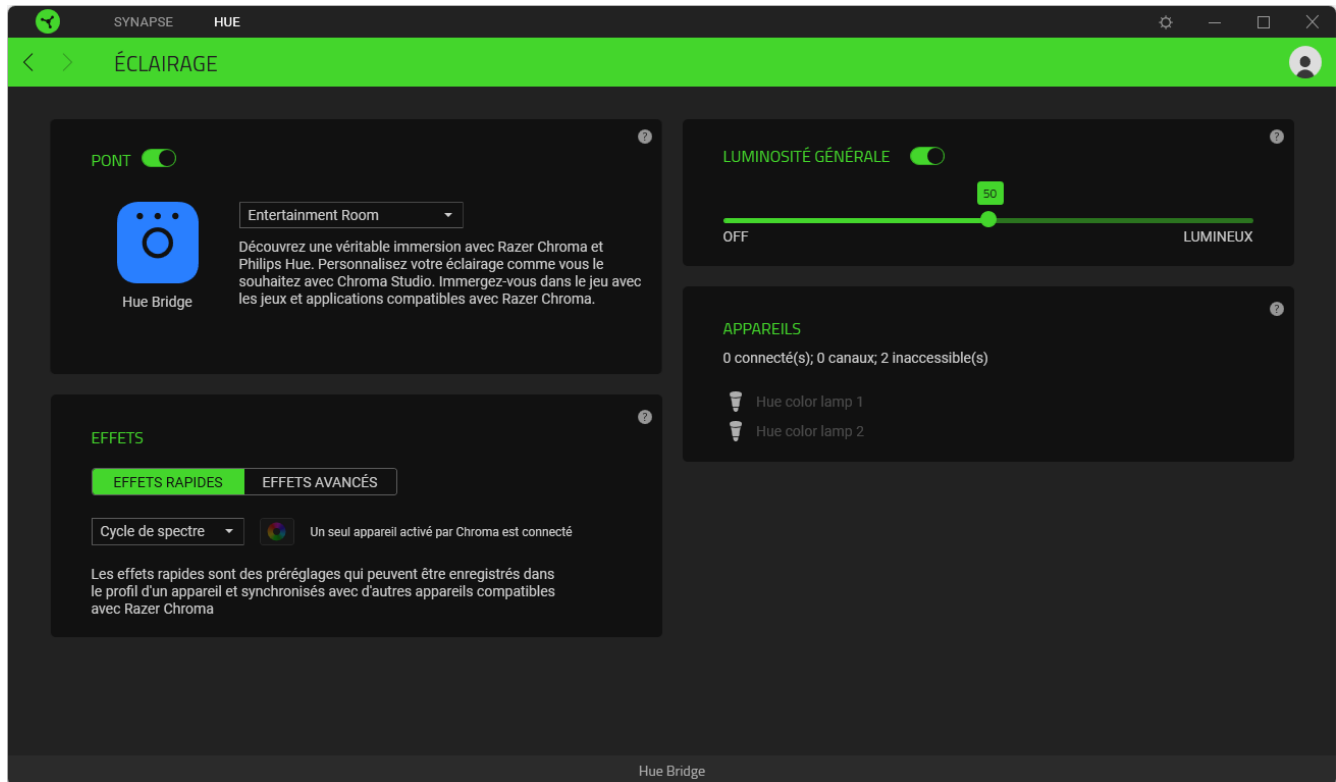 SYNAPSE
HUE
ÉCLAIRAGE
PONT
Entertainment Room
Découvrez une véritable immersion avec Razer Chroma et
Philips Hue. Personnalisez votre éclairage comme vous le
souhaitez avec Chroma Studio. Immergez-vous dans le jeu avec
les jeux et applications compatibles avec Razer Chroma.
Hue Bridge
EFFETS
EFFETS RAPIDES
EFFETS AVANCÉS
Cycle de spectre
Un seul appareil activé par Chroma est connecté
Les effets rapides sont des préréglages qui peuvent être enregistrés dans
le profil d'un appareil et synchronisés avec d'autres appareils compatibles
avec Razer Chroma
LUMINOSITÉ GÉNÉRALE
50
OFF
LUMINEUX
APPAREILS
0 connecté(s); 0 canaux; 2 inaccessible(s)
Hue color lamp 1
Hue color lamp 2
Hue Bridge